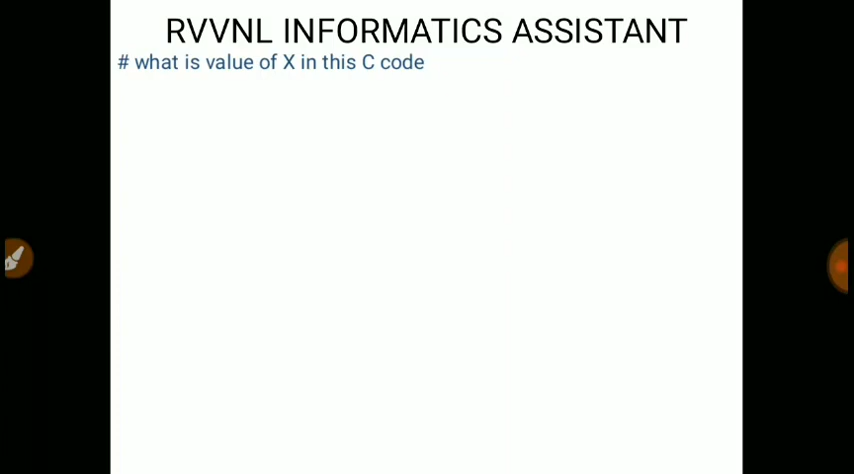 RVVNL INFORMATICS ASSISTANT
# what is value of X in this C code